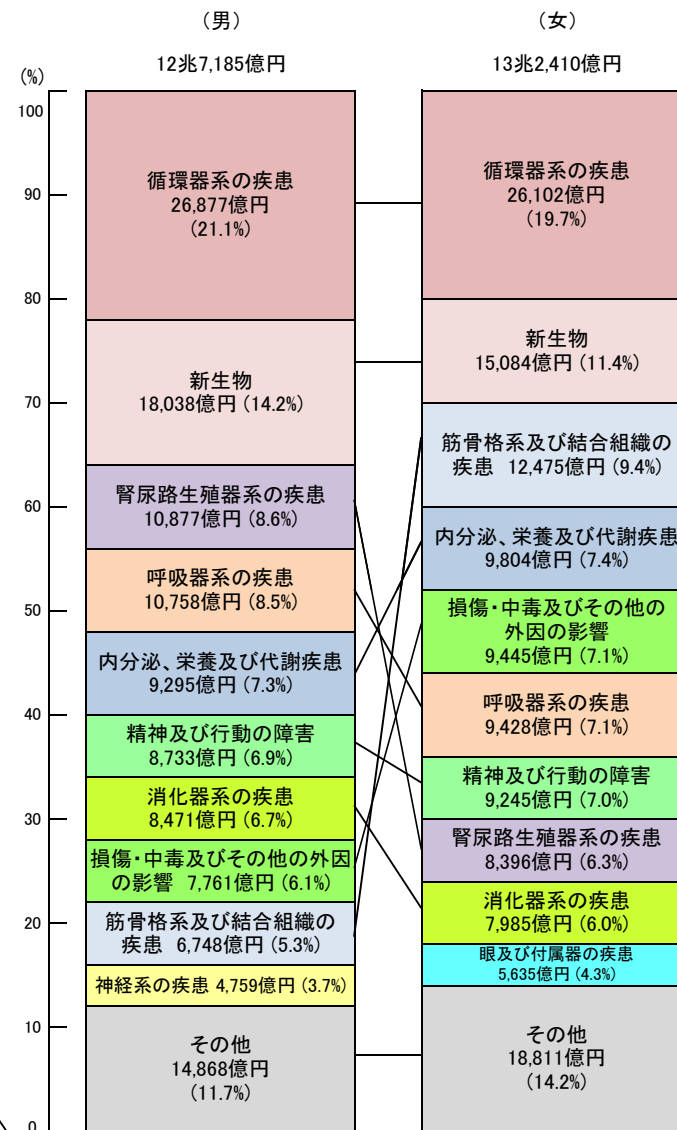 （男）
12兆7,185億円
（女）
13兆2,410億円
(%)
100
90
80
70
60
50
40
30
20
10
0
循環器系の疾患
26,877億円
(21.1%)
新生物
18,038億円 (14.2%)
腎尿路生殖器系の疾患
10,877億円 (8.6%)
呼吸器系の疾患
10,758億円 (8.5%)
内分泌、栄養及び代謝疾患
9,295億円 (7.3%)
精神及び行動の障害
8,733億円 (6.9%)
消化器系の疾患
8,471億円 (6.7%)
損傷・中毒及びその他の外因
の影響 7,761億円 (6.1%)
筋骨格系及び結合組織の
疾患 6,748億円 (5.3%)
神経系の疾患 4,759億円 (3.7%)
その他
14,868億円
(11.7%)
循環器系の疾患
26,102億円
(19.7%)
新生物
15,084億円 (11.4%)
筋骨格系及び結合組織の
疾患 12,475億円 (9.4%)
内分泌、栄養及び代謝疾患
9,804億円 (7.4%)
損傷・中毒及びその他の
外因の影響
9,445億円 (7.1%)
呼吸器系の疾患
9,428億円 (7.1%)
精神及び行動の障害
9,245億円 (7.0%)
腎尿路生殖器系の疾患
8,396億円 (6.3%)
消化器系の疾患
7,985億円 (6.0%)
眼及び付属器の疾患
5,635億円 (4.3%)
その他
18,811億円
(14.2%)